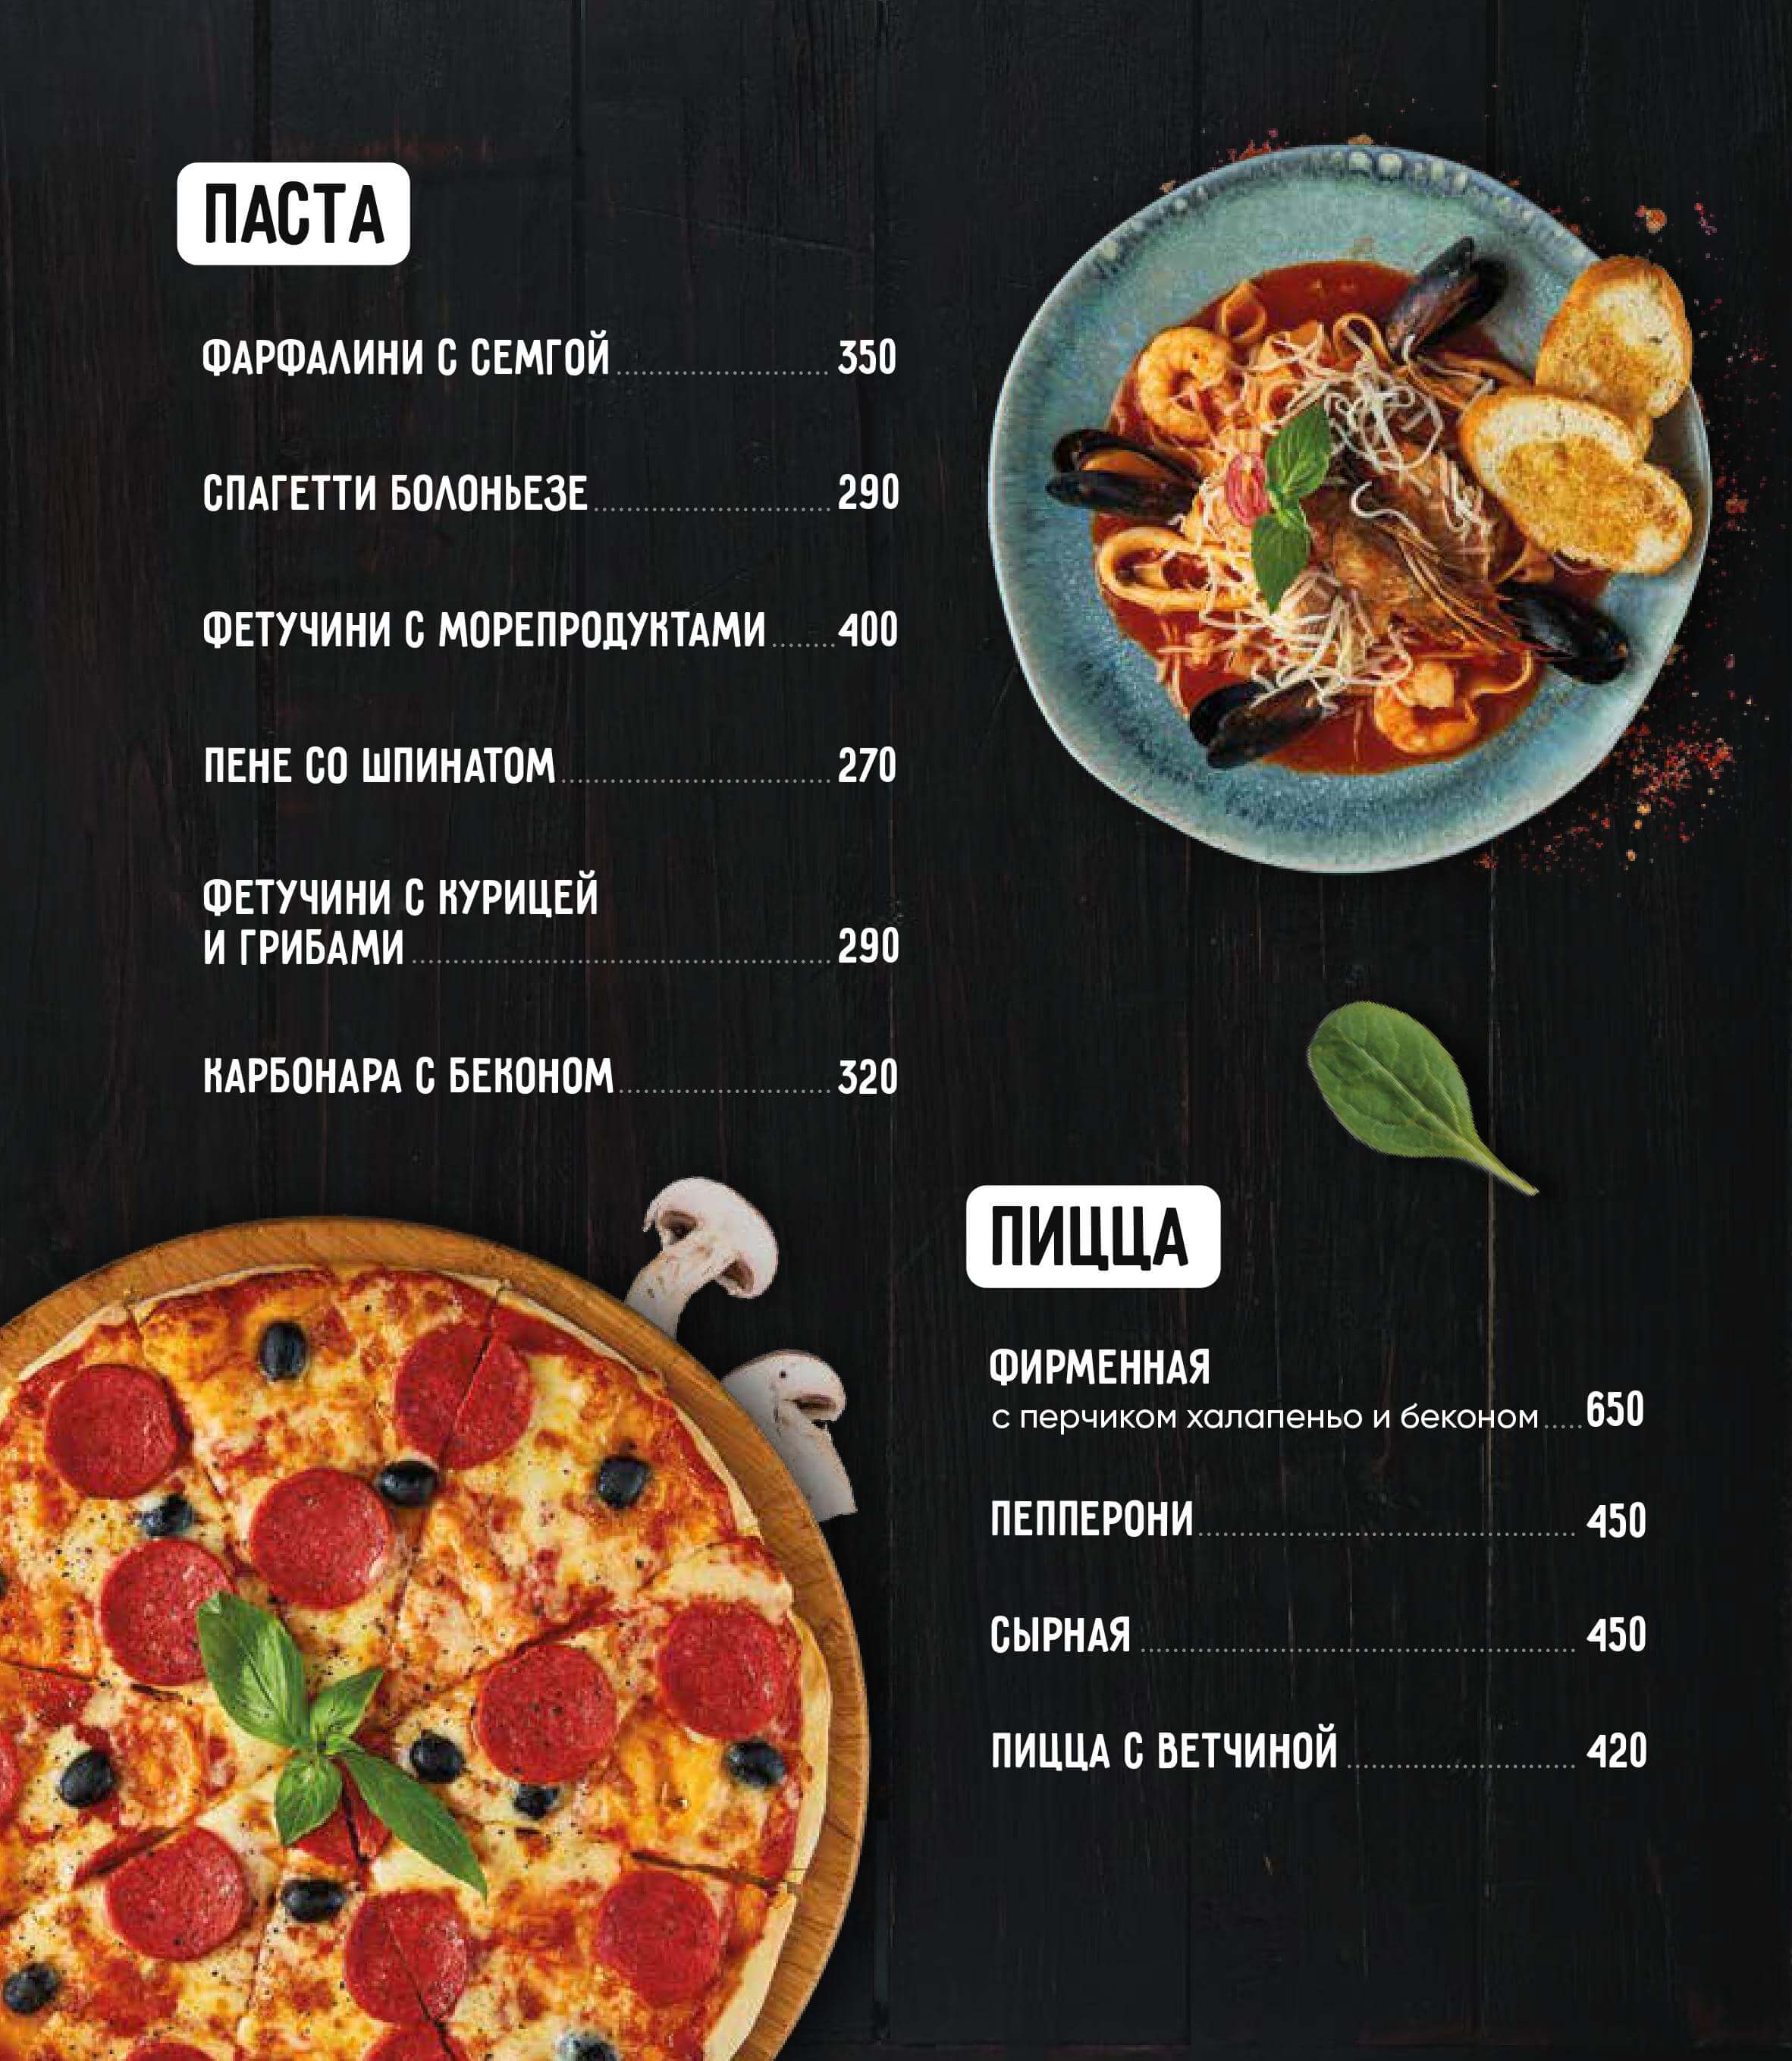 ПАСТА
ФАРФАЛИНИ С СЕМГОЙ 350
СПАГЕТТИ БОЛОНЬЕЗЕ 290
ФЕТУЧИНИ С МОРЕПРОДУКТАМИ 400
ПЕНЕ СО ШПИНАТОМ 270
ФЕТУЧИНИ С КУРИЦЕЙ
И ГРИБАМИ 290
КАРБОНАРА С БЕКОНОМ 320
ПИЦЦА
ФИРМЕННАЯ
с перчиком халапеньо и беконом 650
ПЕППЕРОНИ 450
СЫРНАЯ 450
ПИЦЦА С ВЕТЧИНОЙ 420